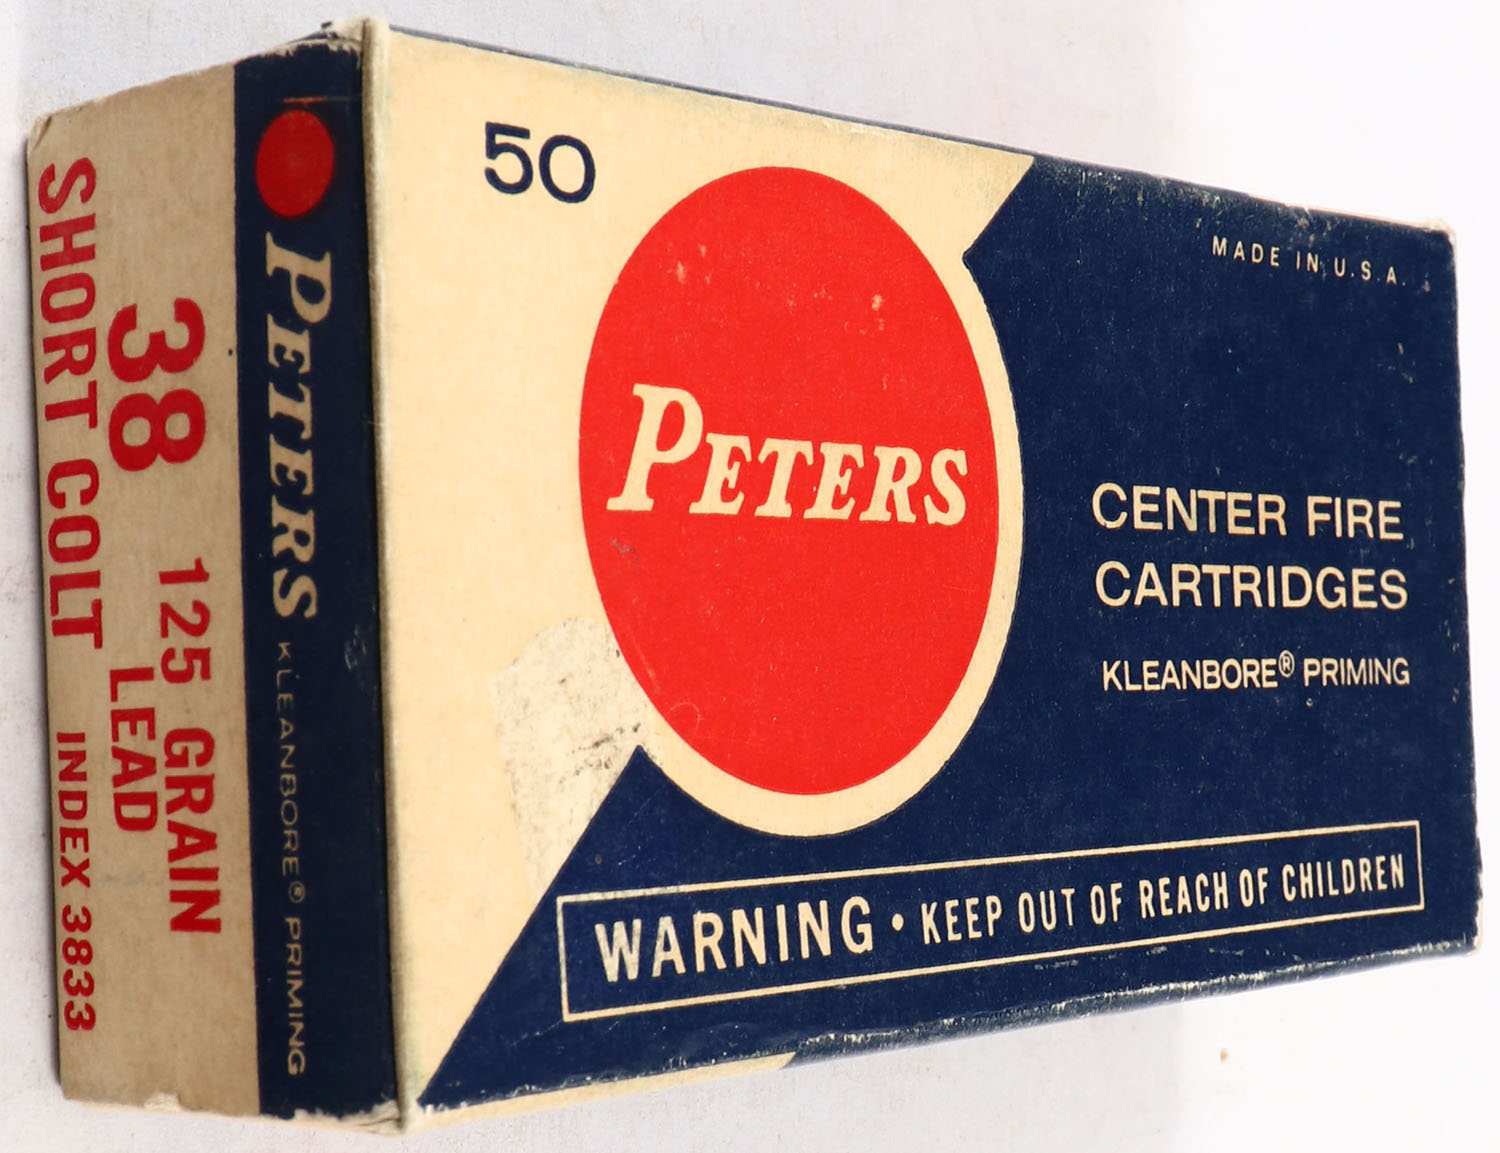 50
MADE IN U.S.A.
PETERS
CENTER FIRE
CARTRIDGES
KLEANBORE® PRIMING
WARNING • KEEP OUT OF REACH OF CHILDREN
PETERS KLEANBORE® PRIMING
38 125 GRAIN
LEAD
SHORT COLT INDEX 3833